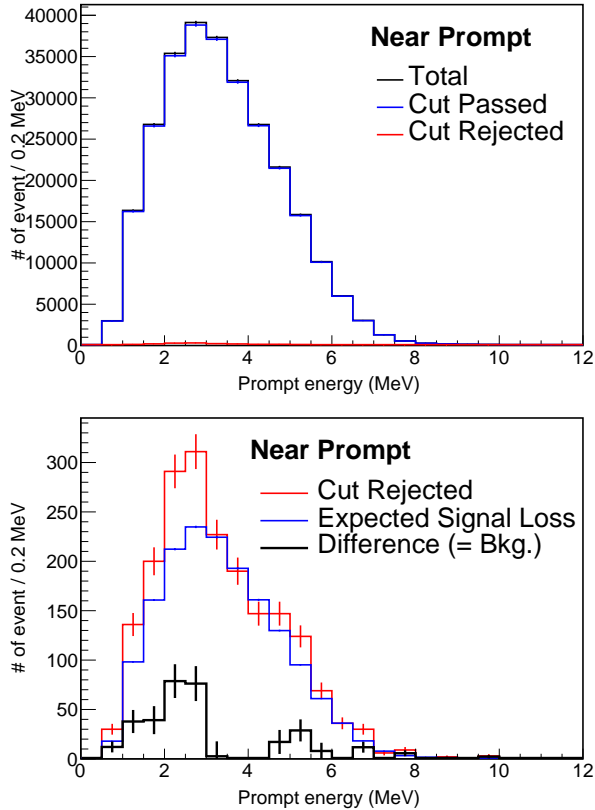 Near Prompt
Total
Cut Passed
Cut Rejected
# of event / 0.2 MeV
40000
35000
30000
25000
20000
15000
10000
5000
0
0 2 4 6 8 10 12
Prompt energy (MeV)
Near Prompt
Cut Rejected
Expected Signal Loss
Difference (= Bkg.)
# of event / 0.2 MeV
300
250
200
150
100
50
0
0 2 4 6 8 10 12
Prompt energy (MeV)